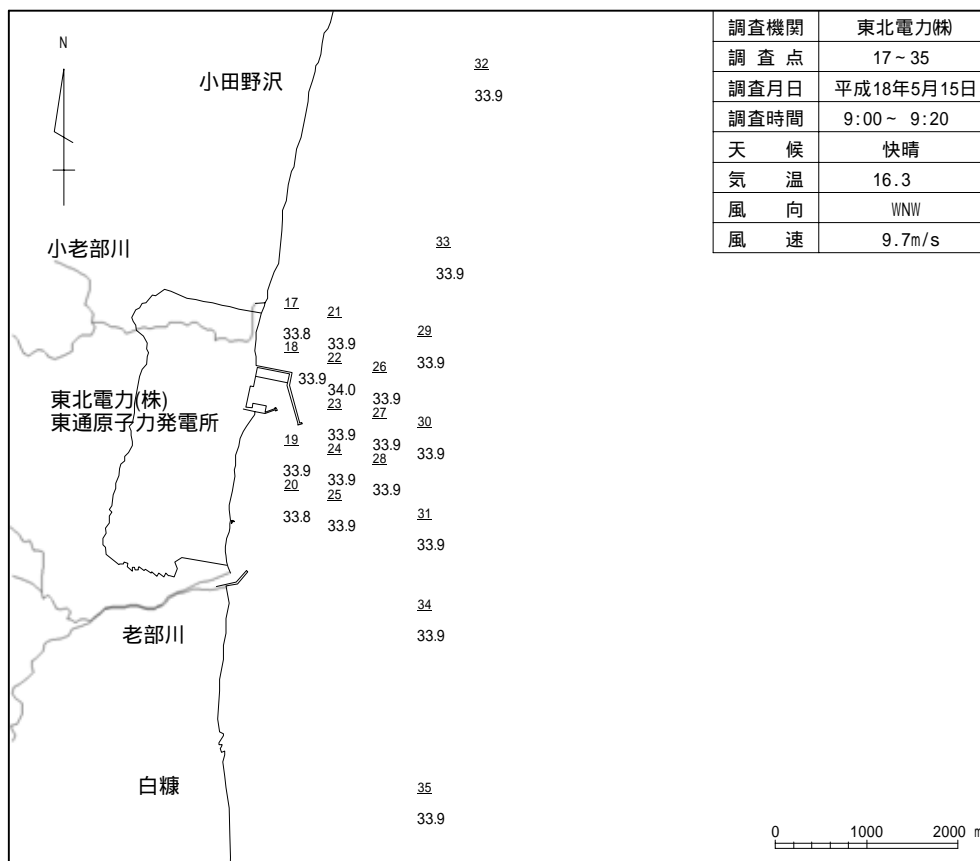 調査機関 東北電力㈱
調査点 17~35
調査月日 平成18年5月15日
調査時間 9:00~ 9:20
天候 快晴
気温 16.3
風向 WNW
風速 9.7m/s
N
小田野沢
32
33.9
小老部川
33
33.9
17
33.8
21
33.9
29
33.9
18
33.9
22
34.0
26
33.9
東北電力(株)
東通原子力発電所
23
33.9
27
33.9
30
33.9
19
33.9
24
33.9
28
33.9
20
33.8
25
33.9
31
33.9
34
33.9
老部川
白糠
35
33.9
0 1000 2000 m